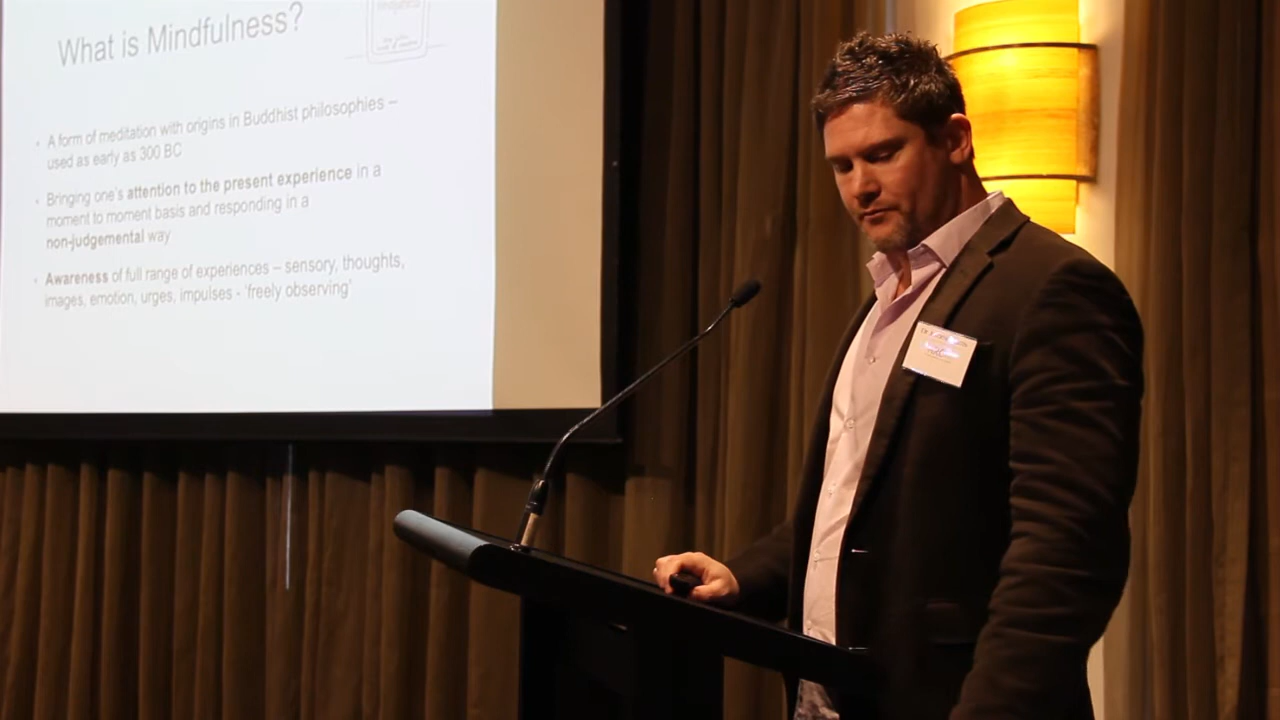 What is Mindfulness?
A form of meditation with origins in Buddhist philosophies –
used as early as 300 BC
Bringing one's attention to the present experience in a
moment to moment basis and responding in a
non-judgemental way
Awareness of full range of experiences – sensory, thoughts,
images, emotion, urges, impulses - 'freely observing'